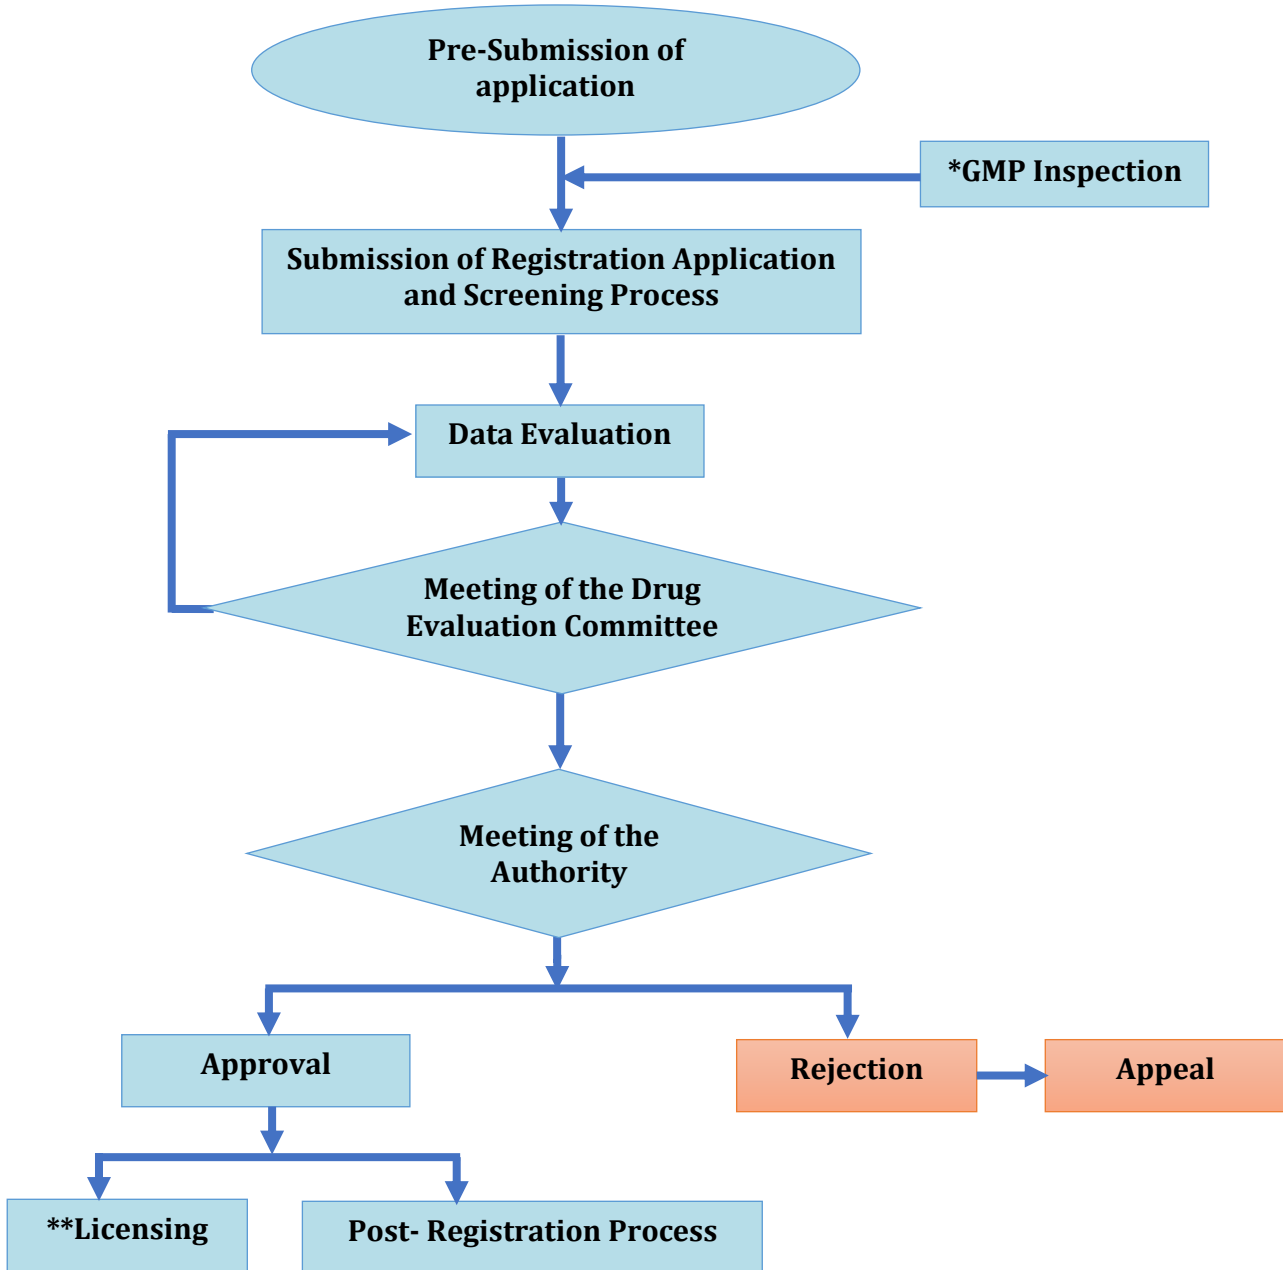 Pre-Submission of
application
*GMP Inspection
Submission of Registration Application
and Screening Process
Data Evaluation
Meeting of the Drug
Evaluation Committee
Meeting of the
Authority
Approval
Rejection
Appeal
**Licensing
Post- Registration Process